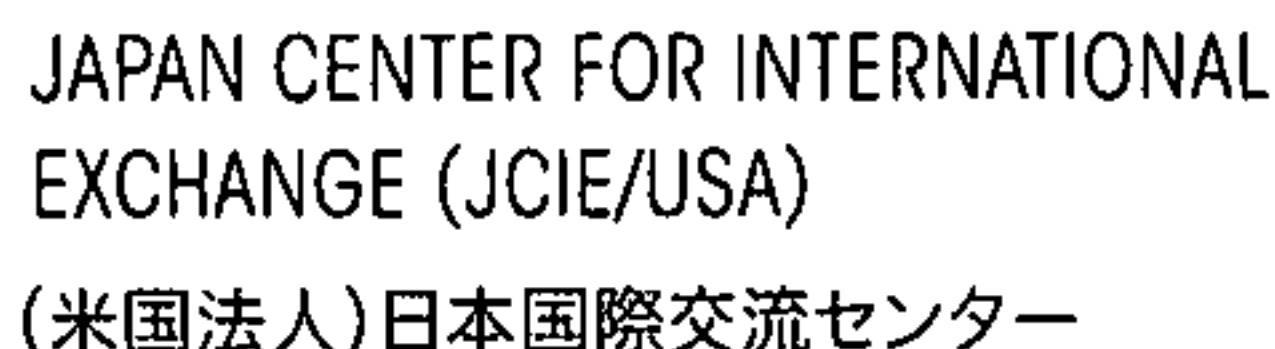 JAPAN CENTER FOR INTERNATIONAL
EXCHANGE (JCIE/USA)
(米国法人)日本国際交流センター